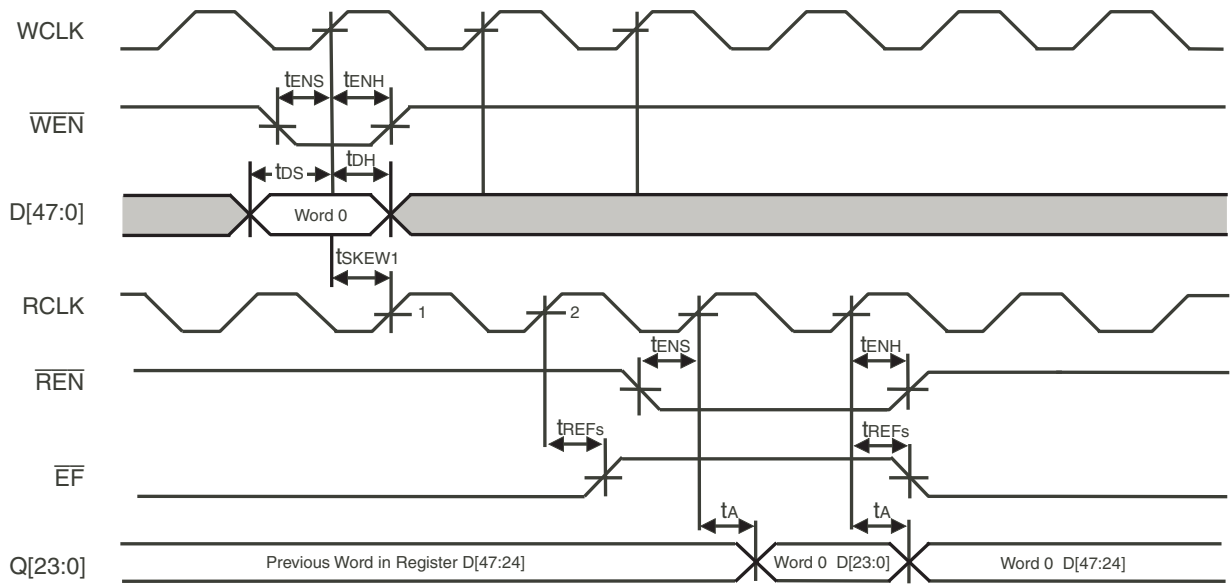 WCLK
tENS tENH
WEN
tDS tDH
D[47:0] Word 0
tSKEW1
RCLK 1 2
tENS tENH
REN
tREFs tREFs
EF
tA tA
Q[23:0] Previous Word in Register D[47:24] Word 0 D[23:0] Word 0 D[47:24]